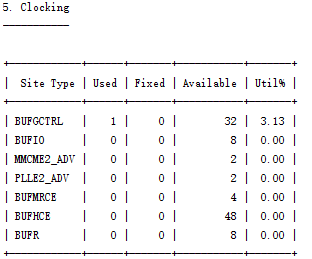 5. Clocking
-----------
+------------+------+-------+-----------+-------+
| Site Type | Used | Fixed | Available | Util% |
+------------+------+-------+-----------+-------+
| BUFGCTRL | 1 | 0 | 32 | 3.13 |
| BUFIO | 0 | 0 | 8 | 0.00 |
| MMCME2_ADV | 0 | 0 | 2 | 0.00 |
| PLLE2_ADV | 0 | 0 | 2 | 0.00 |
| BUFMRCE | 0 | 0 | 4 | 0.00 |
| BUFHCE | 0 | 0 | 48 | 0.00 |
| BUFR | 0 | 0 | 8 | 0.00 |
+------------+------+-------+-----------+-------+